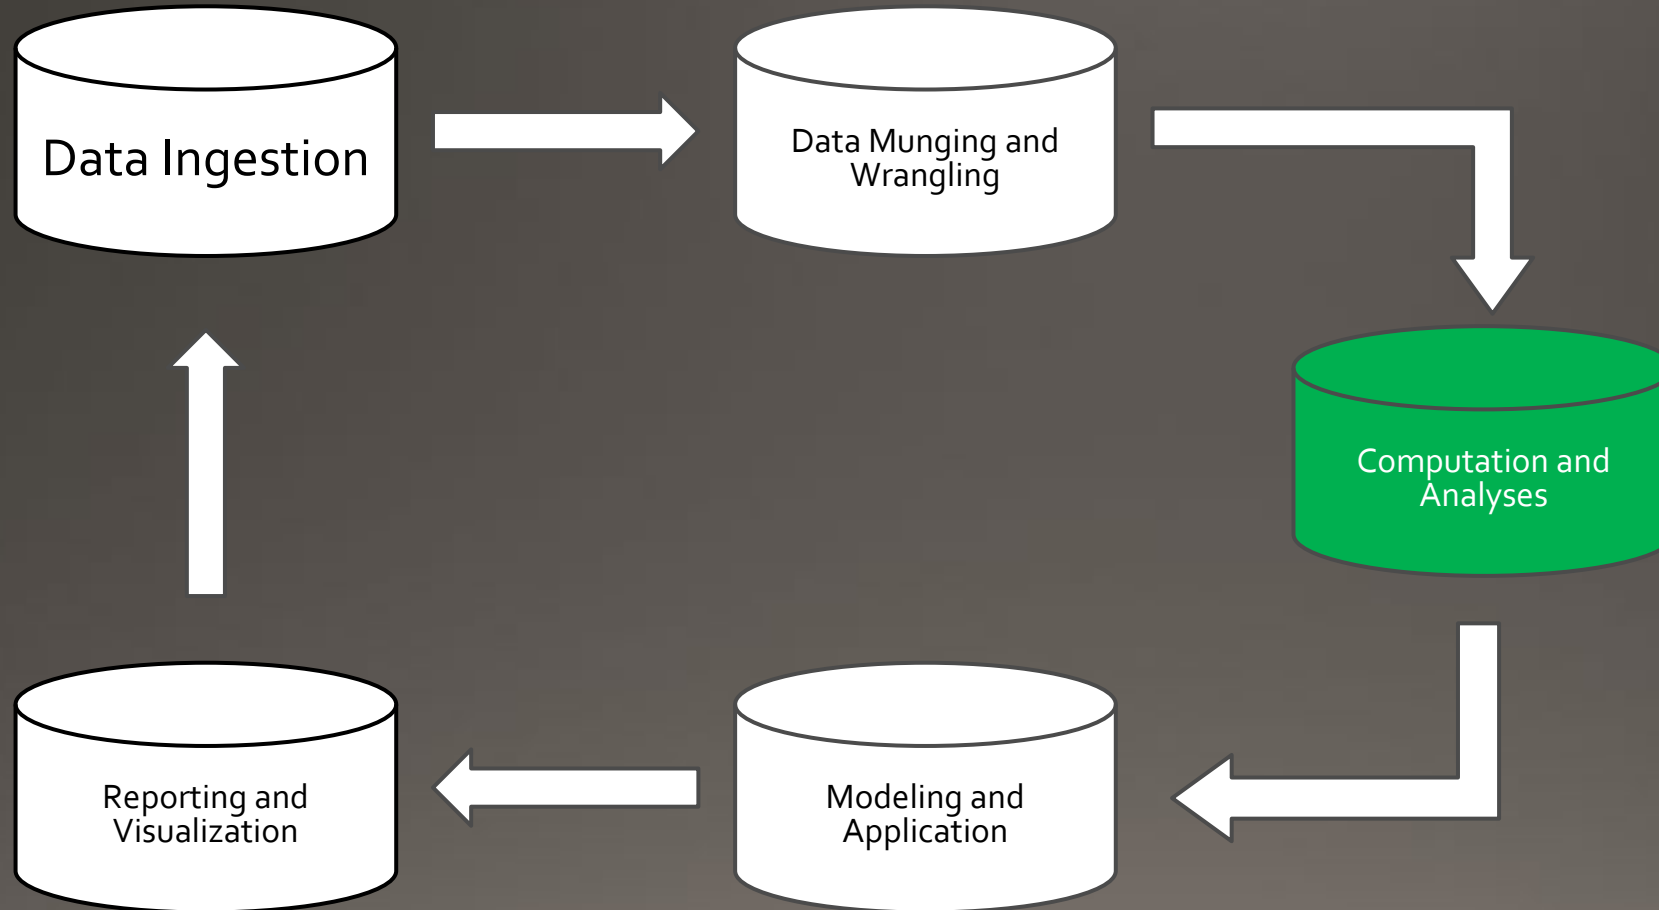 Data Ingestion
Data Munging and
Wrangling
Computation and
Analyses
Modeling and
Application
Reporting and
Visualization